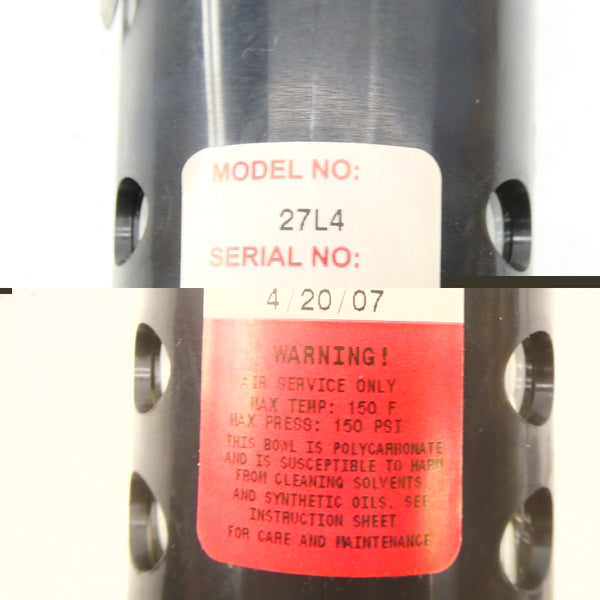 MODEL NO:
27L4
SERIAL NO:
4/20/07
WARNING!
AIR SERVICE ONLY
MAX TEMP: 150 F
MAX PRESS: 150 PSI
THIS BOWL IS POLYCARBONATE
AND IS SUSCEPTIBLE TO HARM
FROM CLEANING SOLVENTS
AND SYNTHETIC OILS. SEE
INSTRUCTION SHEET
FOR CARE AND MAINTENANCE